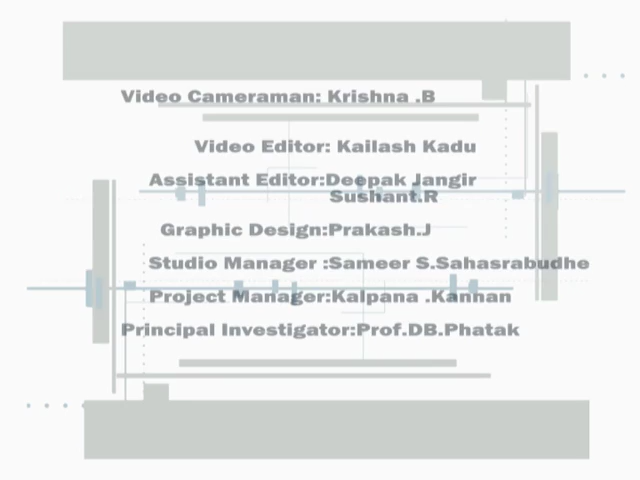 Video Cameraman: Krishna .B
Video Editor: Kailash Kadu
Assistant Editor:Deepak Jangir
Sushant.R
Graphic Design:Prakash.J
Studio Manager :Sameer S.Sahasrabudhe
Project Manager:Kalpana .Kannan
Principal Investigator:Prof.DB.Phatak